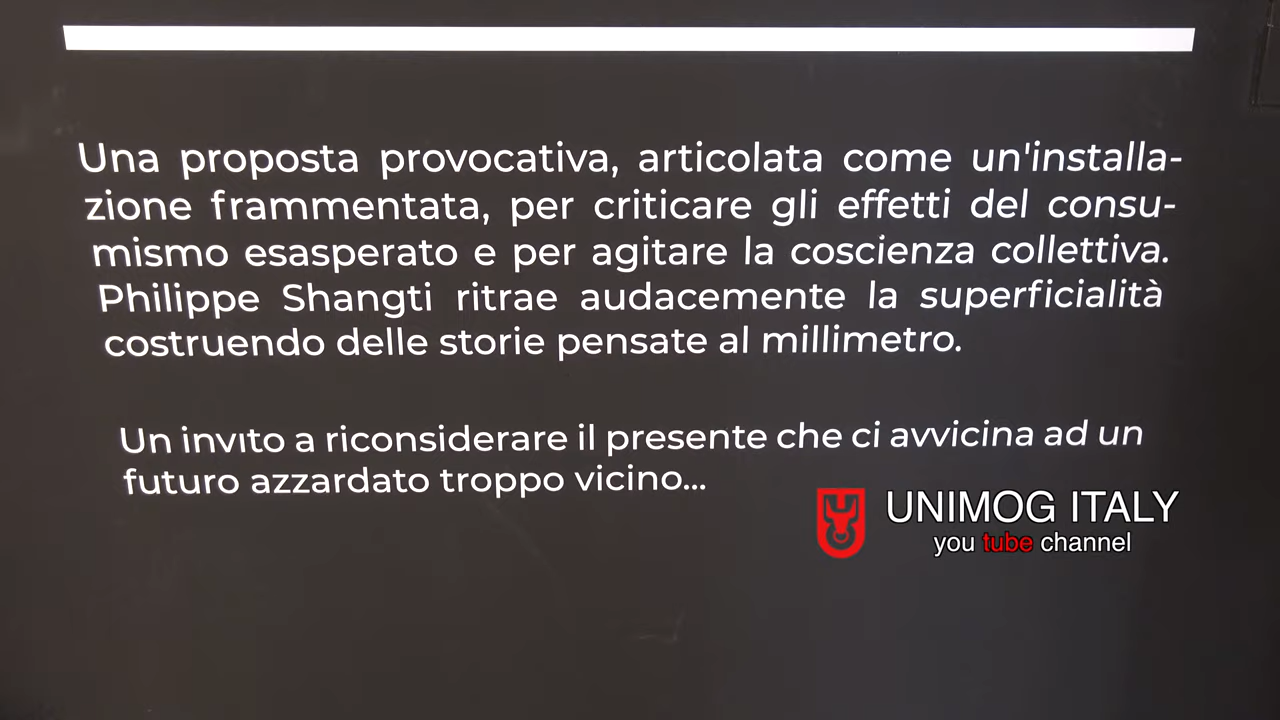 Una proposta provocativa, articolata come un'installa-
zione frammentata, per criticare gli effetti del consu-
mismo esasperato e per agitare la coscienza collettiva.
Philippe Shangti ritrae audacemente la superficialità
costruendo delle storie pensate al millimetro.
Un invito a riconsiderare il presente che ci avvicina ad un
futuro azzardato troppo vicino...
UNIMOG ITALY
you tube channel